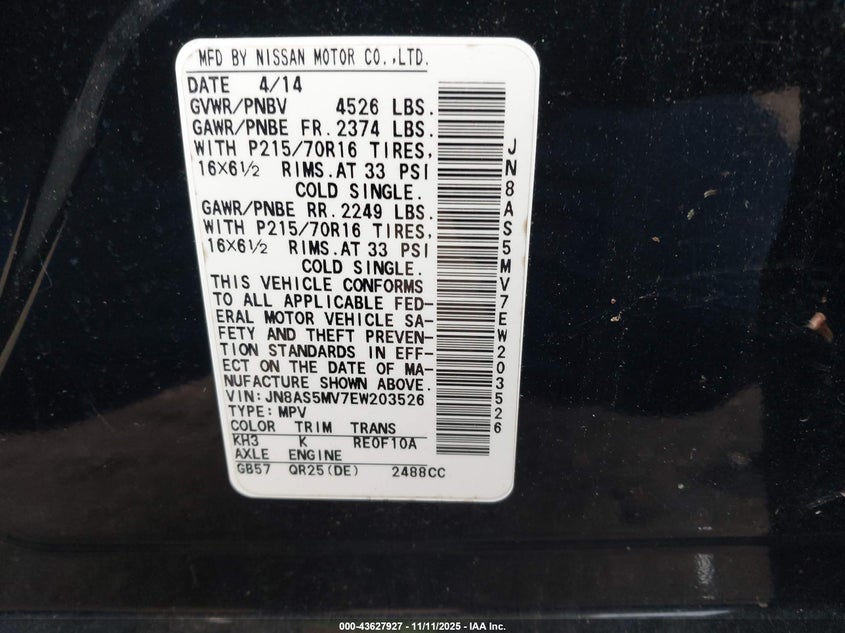 MFD BY NISSAN MOTOR CO.,LTD.
DATE 4/14
GVWR/PNBV 4526 LBS.
GAWR/PNBE FR. 2374 LBS.
WITH P215/70R16 TIRES,
16×6½ RIMS.AT 33 PSI
COLD SINGLE.
GAWR/PNBE RR. 2249 LBS.
WITH P215/70R16 TIRES,
16×6½ RIMS.AT 33 PSI
COLD SINGLE.
THIS VEHICLE CONFORMS
TO ALL APPLICABLE FED-
ERAL MOTOR VEHICLE SA-
FETY AND THEFT PREVEN-
TION STANDARDS IN EFF-
ECT ON THE DATE OF MA-
NUFACTURE SHOWN ABOVE.
VIN:JN8AS5MV7EW203526
TYPE:MPV
COLOR TRIM TRANS
KH3 K RE0F10A
AXLE ENGINE
GB57 QR25(DE) 2488CC
JN8AS5MV7EW203526
000-43627927 - 11/11/2025 - IAA Inc.